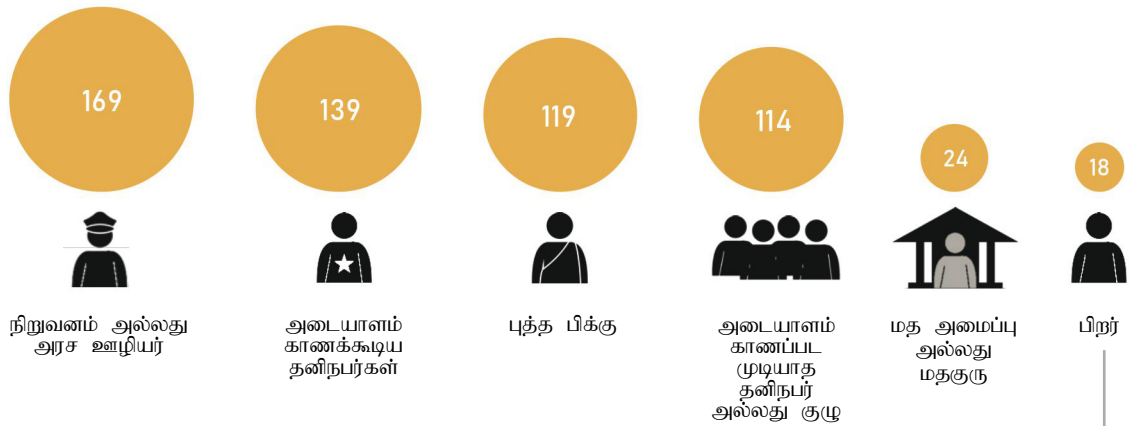 169
139
119
114
24
18
நிறுவனம் அல்லது
அரச ஊழியர்
அடையாளம்
காணக்கூடிய
தனிநபர்கள்
புத்த பிக்கு
அடையாளம்
காணப்பட
முடியாத
தனிநபர்
அல்லது குழு
மத அமைப்பு
அல்லது
மதகுரு
பிறர்